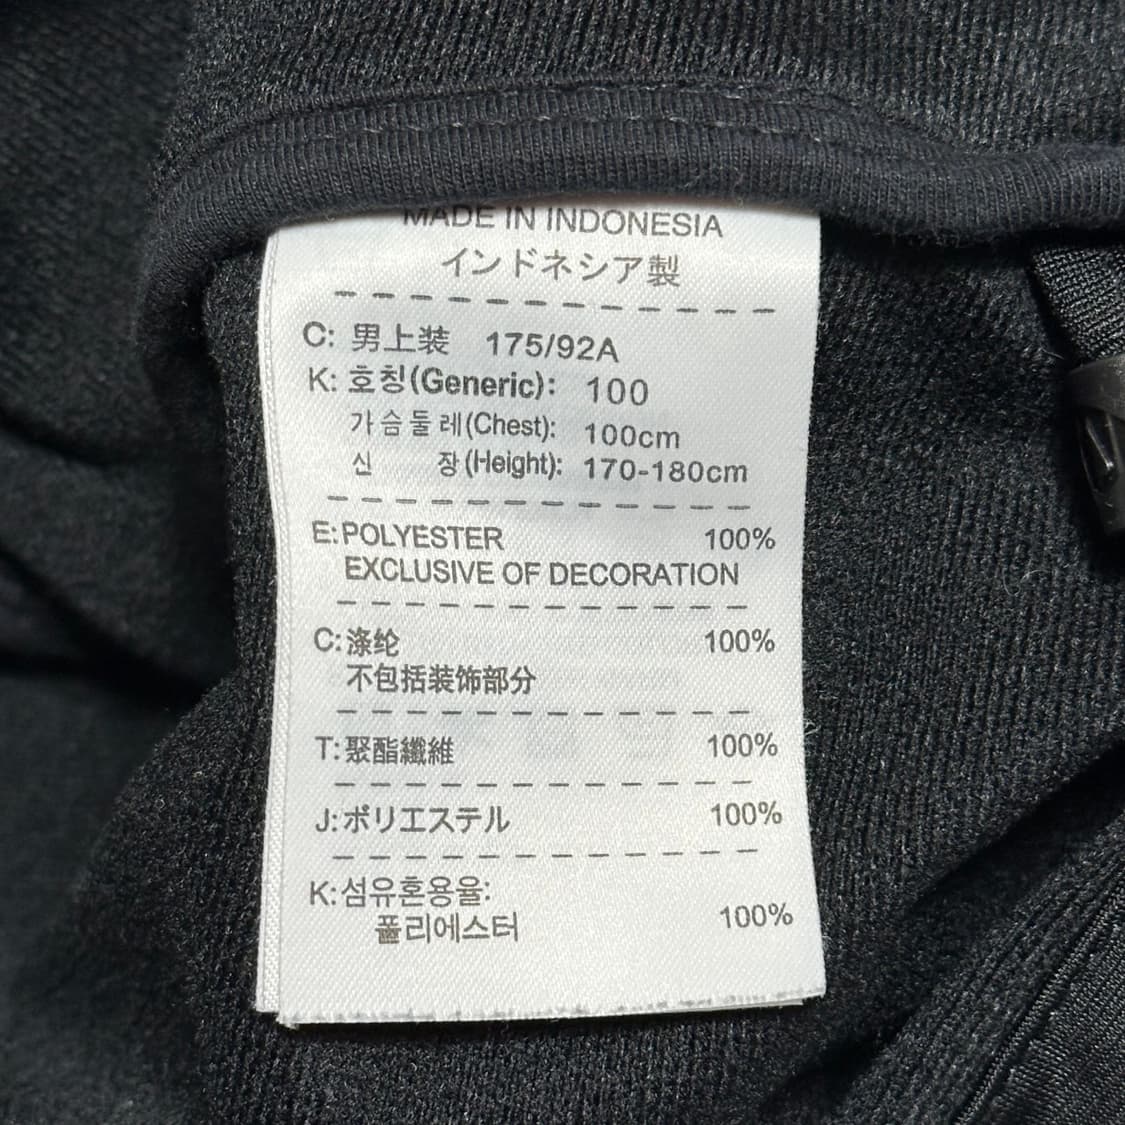 MADE IN INDONESIA
インドネシア製
C: 男上装 175/92A
K: 호칭(Generic): 100
가슴둘레(Chest): 100cm
신 장(Height): 170-180cm
E:POLYESTER 100%
EXCLUSIVE OF DECORATION
C:涤纶 100%
不包括装饰部分
T:聚酯纖維 100%
J:ポリエステル 100%
K:섬유혼용율:
폴리에스터 100%